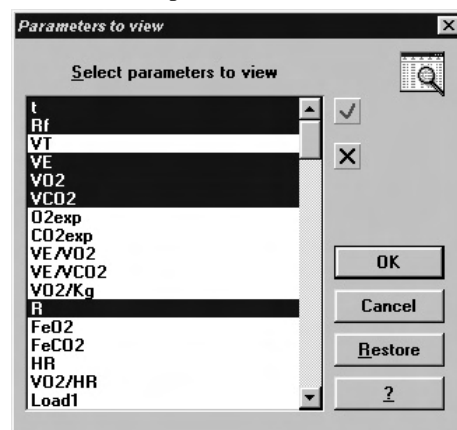 Parameters to view
Select parameters to view
t
Rf
VT
VE
VO2
VCO2
O2exp
CO2exp
VE/VO2
VE/VCO2
VO2/Kg
R
FeO2
FeCO2
HR
VO2/HR
Load1
OK
Cancel
Restore
?